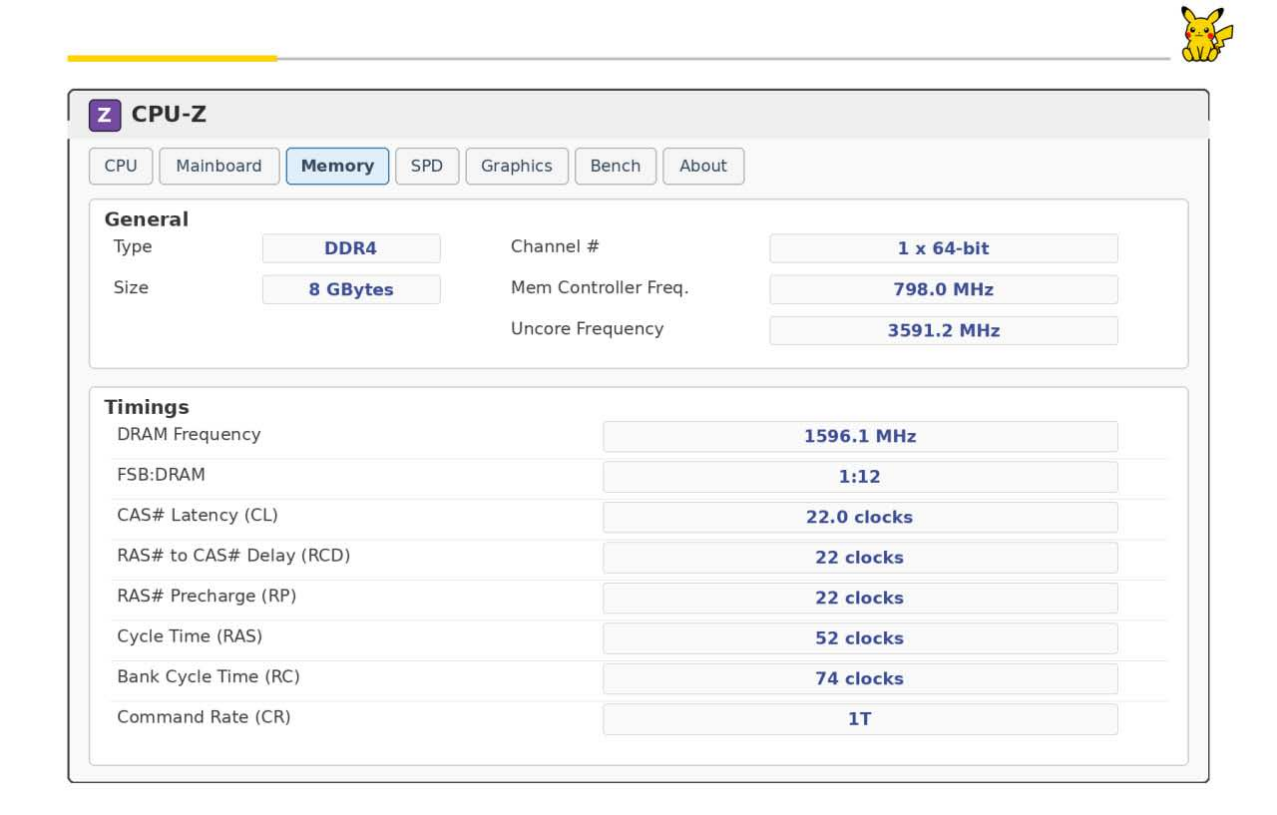 Z CPU-Z
CPU Mainboard Memory SPD Graphics Bench About
General
Type DDR4 Channel # 1 x 64-bit
Size 8 GBytes Mem Controller Freq. 798.0 MHz
Uncore Frequency 3591.2 MHz
Timings
DRAM Frequency 1596.1 MHz
FSB:DRAM 1:12
CAS# Latency (CL) 22.0 clocks
RAS# to CAS# Delay (RCD) 22 clocks
RAS# Precharge (RP) 22 clocks
Cycle Time (RAS) 52 clocks
Bank Cycle Time (RC) 74 clocks
Command Rate (CR) 1T